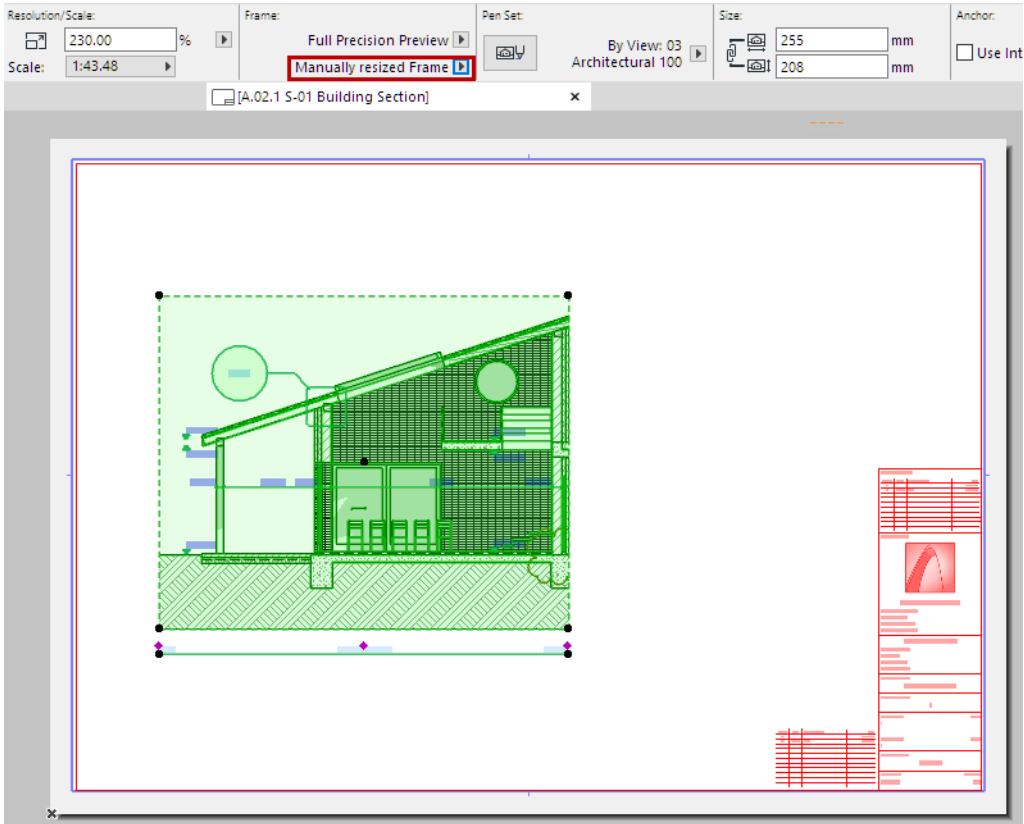 Resolution/Scale:
230.00 %
Scale: 1:43.48
Frame:
Full Precision Preview
Manually resized Frame
Pen Set:
By View: 03
Architectural 100
Size:
255 mm
208 mm
Anchor:
Use Int
[A.02.1 S-01 Building Section] ×